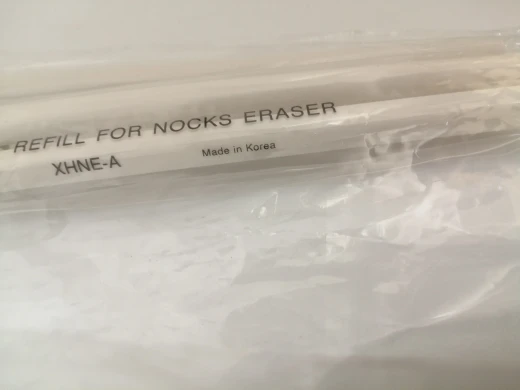 REFILL FOR NOCKS ERASER
XHNE-A
Made in Korea